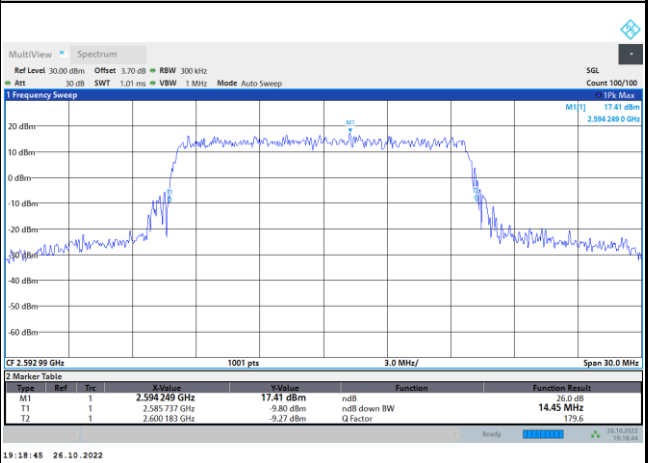 MultiView Spectrum
Ref Level 30.00 dBm Offset 3.70 dB RBW 300 kHz SGL
Att 30 dB SWT 1.01 ms VBW 1 MHz Mode Auto Sweep Count 100/100
1 Frequency Sweep 1Pk Max
M1[1] 17.41 dBm
2.594 249 0 GHz
M1
20 dBm
10 dBm
0 dBm
-10 dBm
-20 dBm
-30 dBm
-40 dBm
-50 dBm
-60 dBm
CF 2.592 99 GHz 1001 pts 3.0 MHz/ Span 30.0 MHz
2 Marker Table
Type Ref Trc X-Value Y-Value Function Function Result
M1 1 2.594 249 GHz 17.41 dBm ndB 26.0 dB
T1 1 2.585 737 GHz -9.80 dBm ndB down BW 14.45 MHz
T2 1 2.600 183 GHz -9.27 dBm Q Factor 179.6
Ready 26.10.2022
19:18:44
19:18:45 26.10.2022